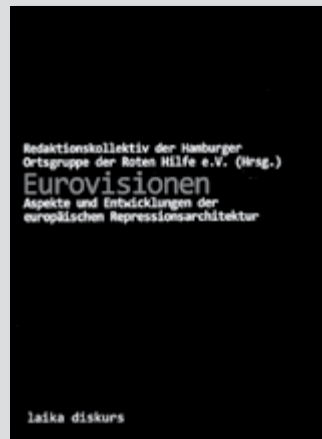 Redaktionskollektiv der Hamburger
Ortsgruppe der Roten Hilfe e.V. (Hrsg.)
Eurovisionen
Aspekte und Entwicklungen der
europäischen Repressionsarchitektur
laika diskurs